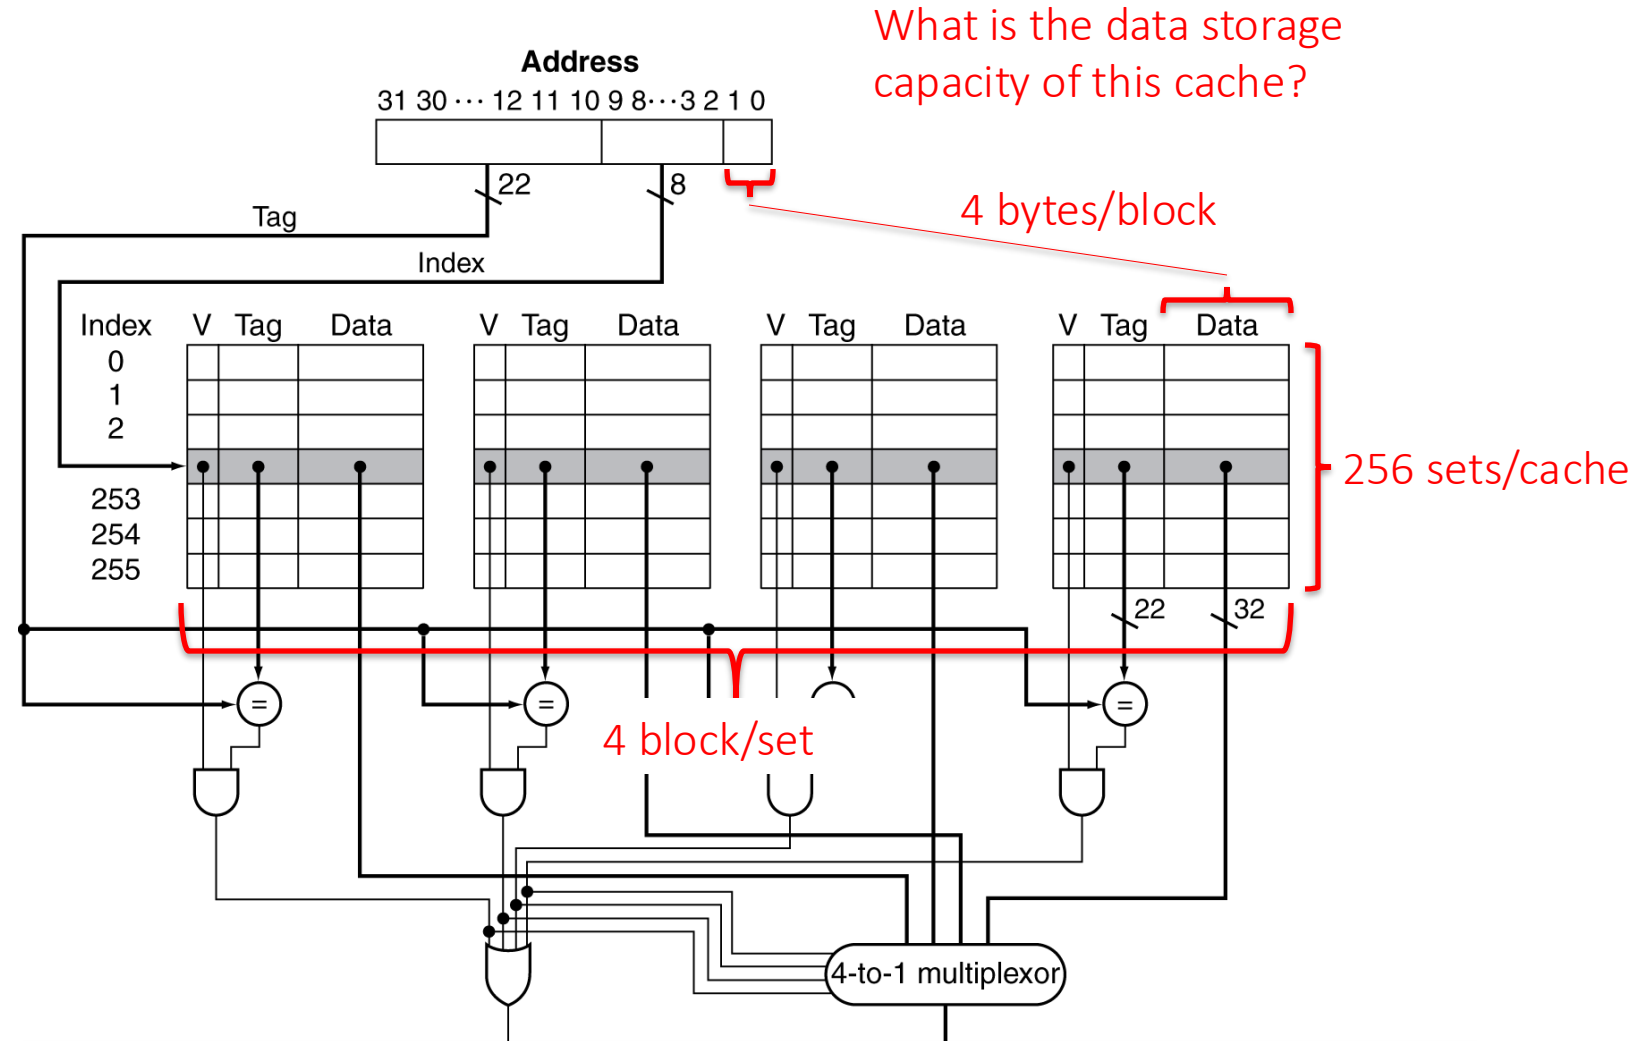 What is the data storage
capacity of this cache?
Address
31 30 ··· 12 11 10 9 8···3 2 1 0
22
8
Tag
4 bytes/block
Index
Index V Tag Data V Tag Data V Tag Data V Tag Data
0
1
2
256 sets/cache
253
254
255
22 32
= = =
4 block/set
4-to-1 multiplexor